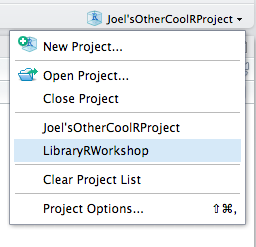 Joel'sOtherCoolRProject
New Project...
Open Project...
Close Project
Joel'sOtherCoolRProject
LibraryRWorkshop
Clear Project List
Project Options... ⇧⌘,